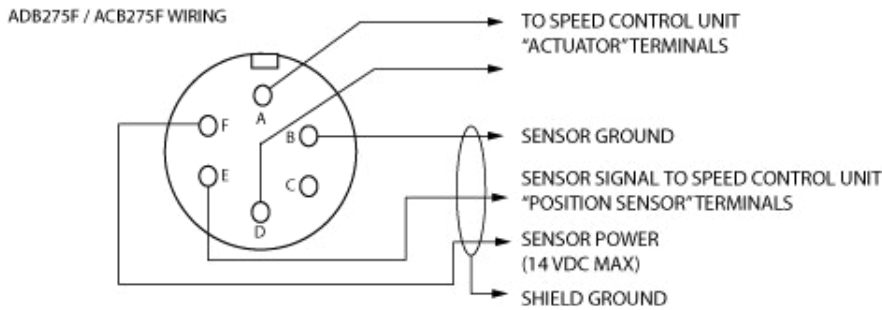 ADB275F / ACB275F WIRING
TO SPEED CONTROL UNIT
"ACTUATOR" TERMINALS
A
F
B
SENSOR GROUND
E
C
SENSOR SIGNAL TO SPEED CONTROL UNIT
"POSITION SENSOR" TERMINALS
D
SENSOR POWER
(14 VDC MAX)
SHIELD GROUND